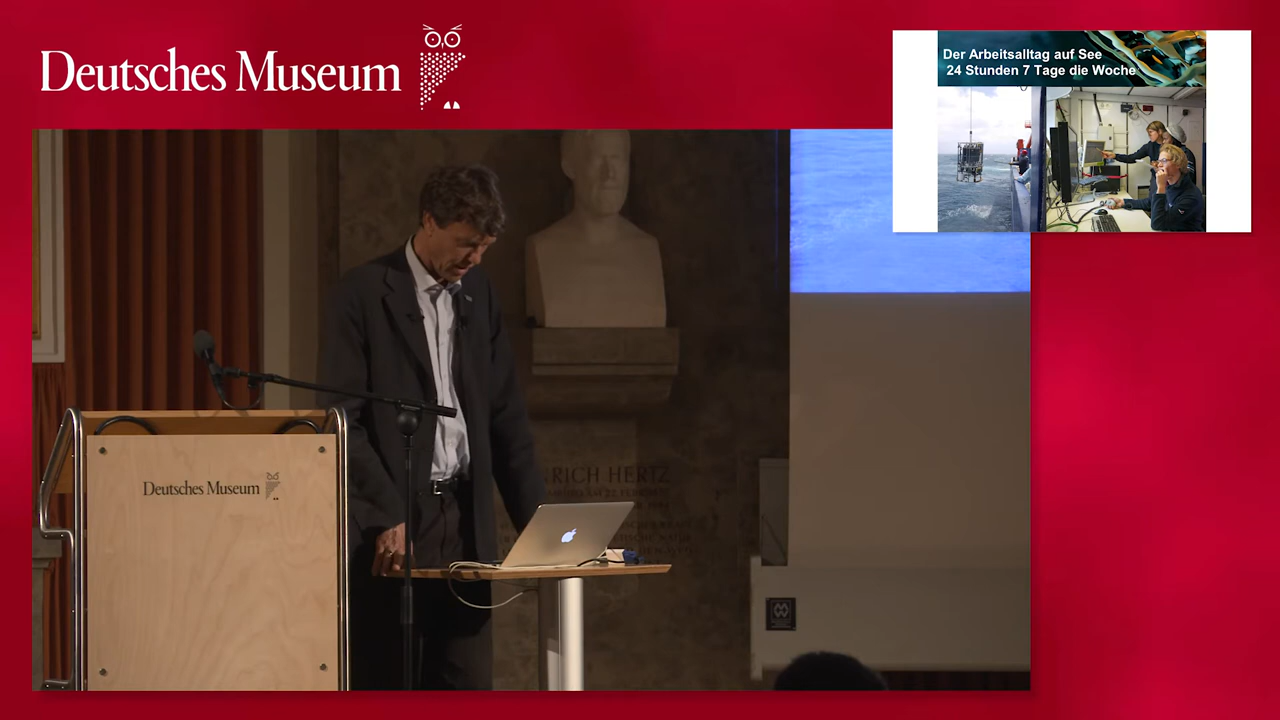 Deutsches Museum
Der Arbeitsalltag auf See
24 Stunden 7 Tage die Woche
Deutsches Museum
RICH HERTZ